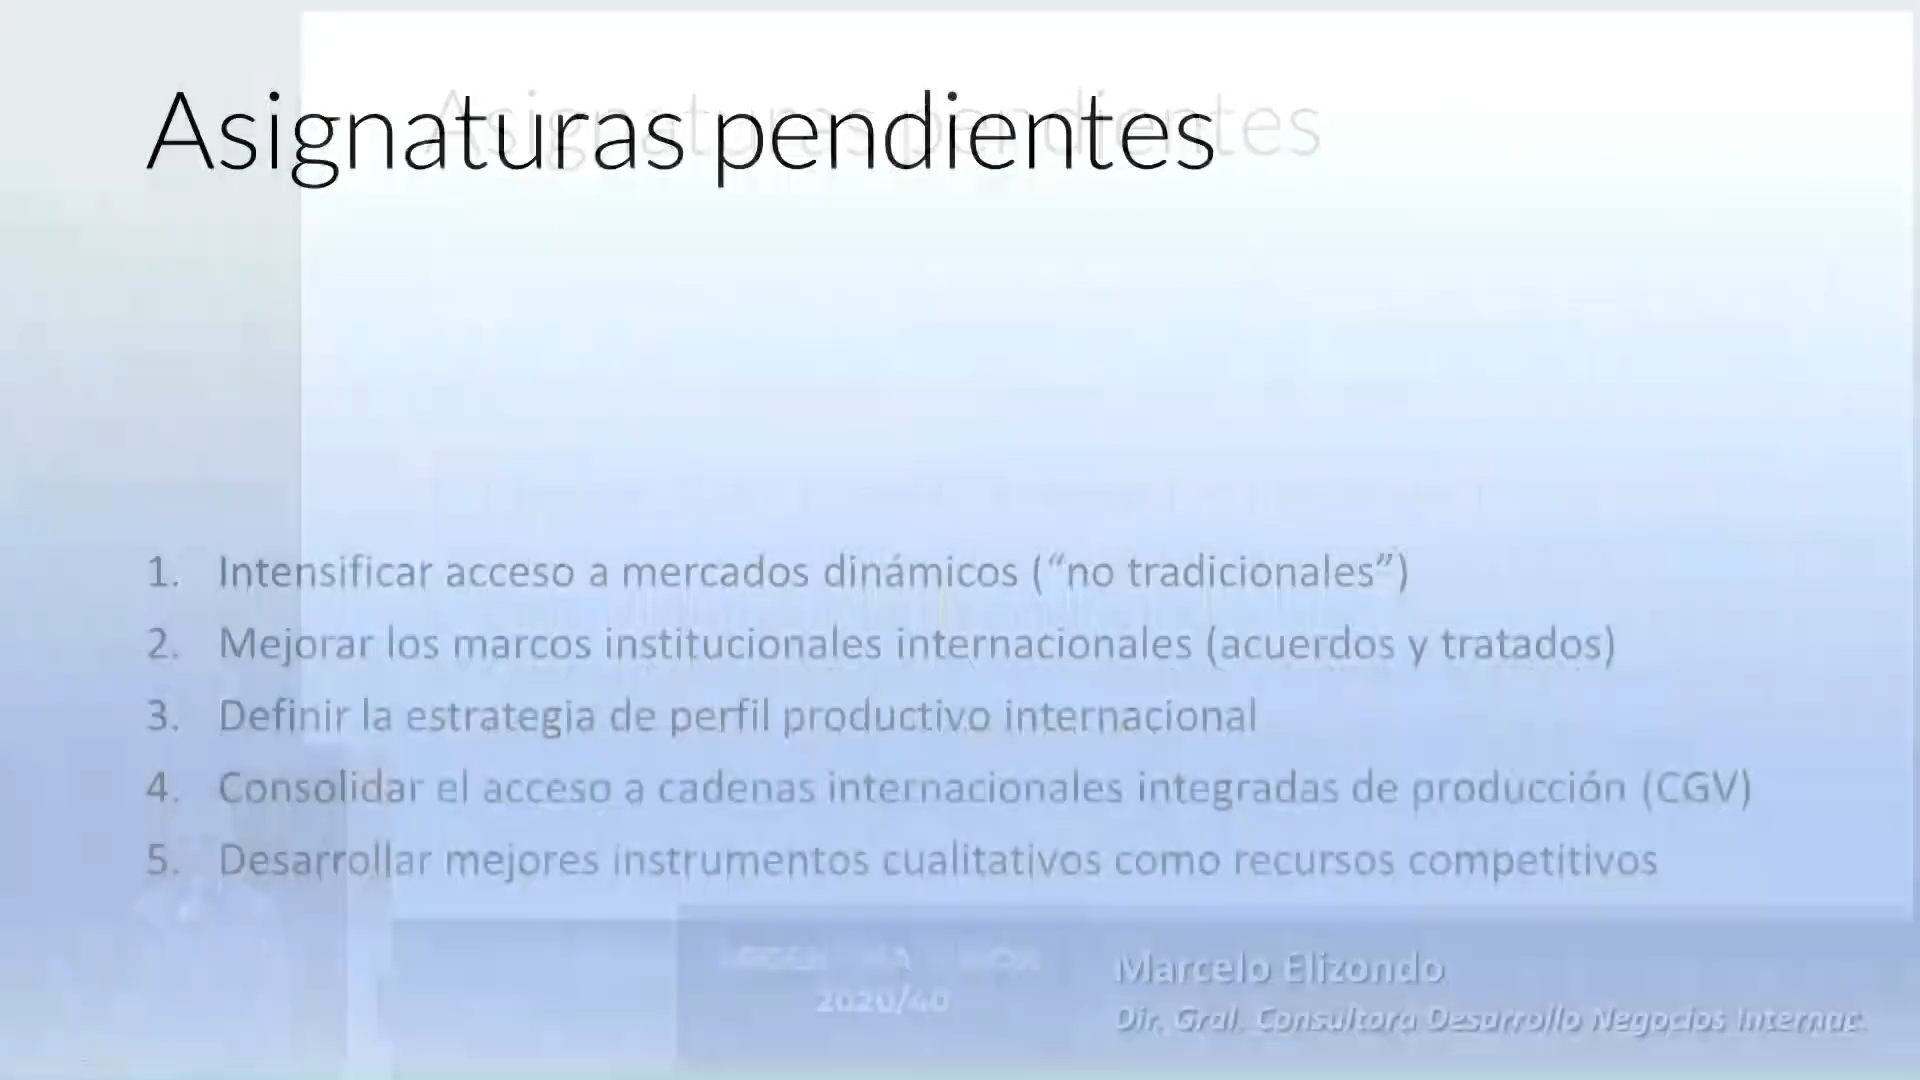 Asignaturas pendientes
1. Intensificar acceso a mercados dinámicos (“no tradicionales”)
2. Mejorar los marcos institucionales internacionales (acuerdos y tratados)
3. Definir la estrategia de perfil productivo internacional
4. Consolidar el acceso a cadenas internacionales integradas de producción (CGV)
5. Desarrollar mejores instrumentos cualitativos como recursos competitivos
2020/40
Marcelo Elizondo
Dir. Gral. Consultora Desarrollo Negocios Internac.